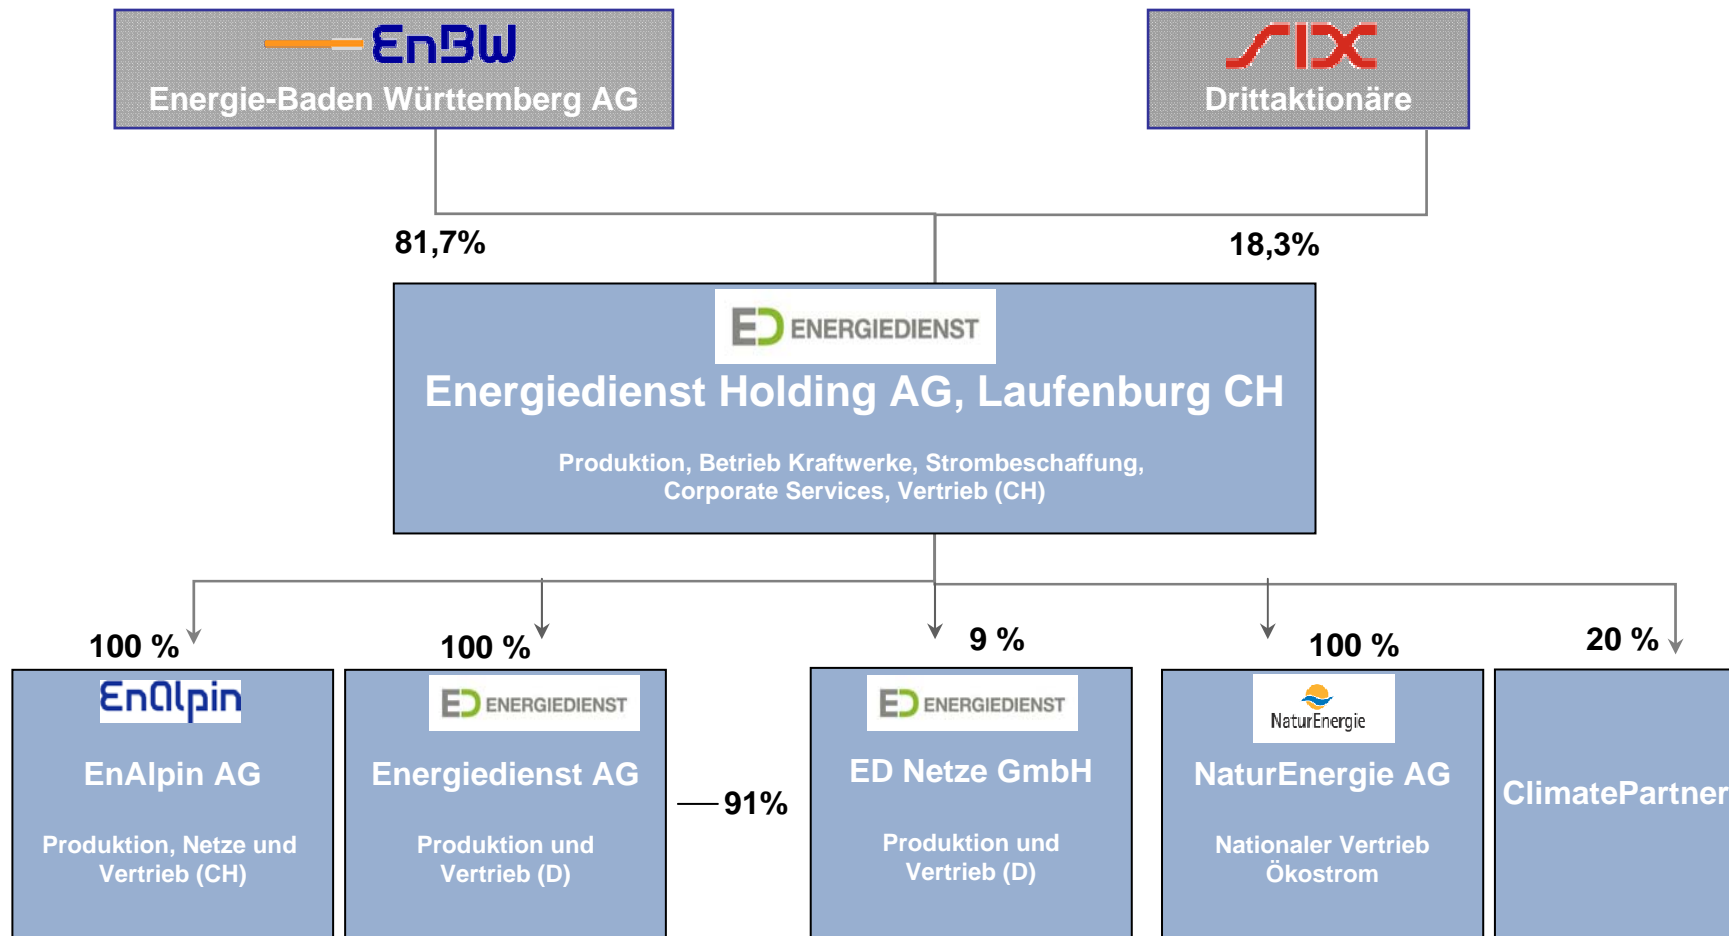 EnBW
Energie-Baden Württemberg AG
SIX
Drittaktionäre
81,7%
18,3%
ED ENERGIEDIENST
Energiedienst Holding AG, Laufenburg CH
Produktion, Betrieb Kraftwerke, Strombeschaffung,
Corporate Services, Vertrieb (CH)
100 %
100 %
9 %
100 %
20 %
EnAlpin
EnAlpin AG
Produktion, Netze und
Vertrieb (CH)
ED ENERGIEDIENST
Energiedienst AG
Produktion und
Vertrieb (D)
91%
ED ENERGIEDIENST
ED Netze GmbH
Produktion und
Vertrieb (D)
NaturEnergie
NaturEnergie AG
Nationaler Vertrieb
Ökostrom
ClimatePartner